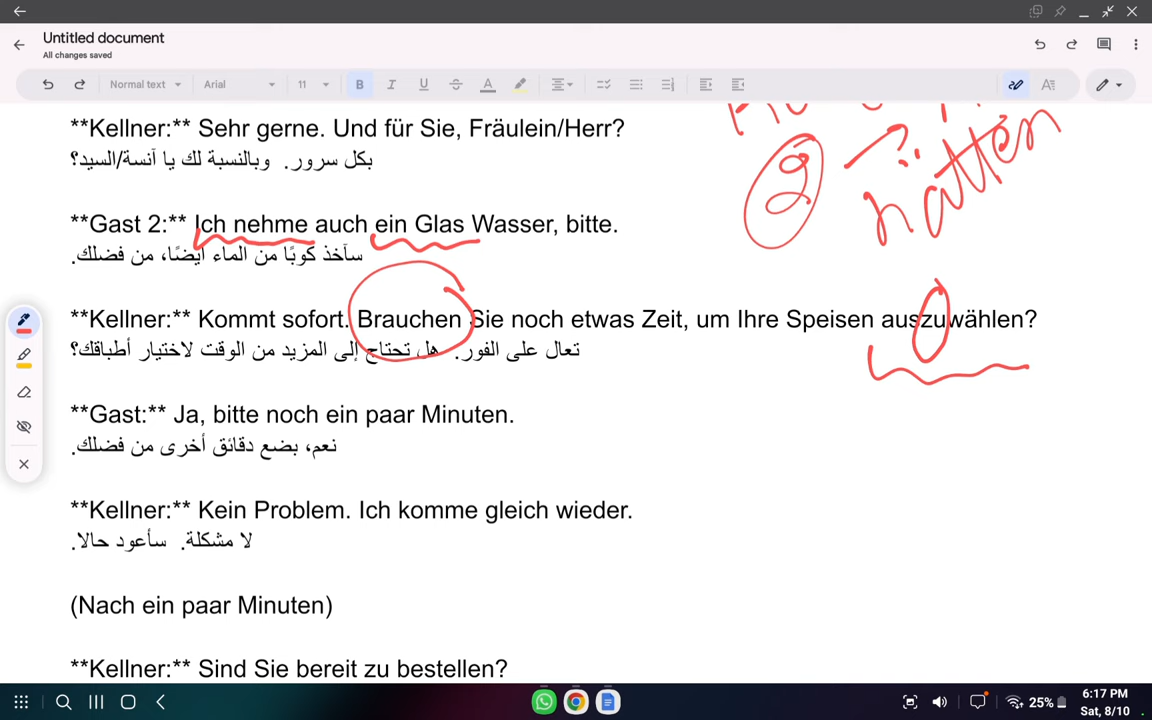 Untitled document
All changes saved
Normal text
Arial
11
B
I
U
A
**Kellner:** Sehr gerne. Und für Sie, Fräulein/Herr?
بكل سرور. وبالنسبة لك يا آنسة/السيد؟
2
?
hatten
**Gast 2:** Ich nehme auch ein Glas Wasser, bitte.
سآخذ كوبًا من الماء أيضًا، من فضلك.
**Kellner:** Kommt sofort. Brauchen Sie noch etwas Zeit, um Ihre Speisen auszuwählen?
تعال على الفور. هل تحتاج إلى المزيد من الوقت لاختيار أطباقك؟
**Gast:** Ja, bitte noch ein paar Minuten.
نعم، بضع دقائق أخرى من فضلك.
**Kellner:** Kein Problem. Ich komme gleich wieder.
لا مشكلة. سأعود حالا.
(Nach ein paar Minuten)
**Kellner:** Sind Sie bereit zu bestellen?
25%
6:17 PM
Sat, 8/10